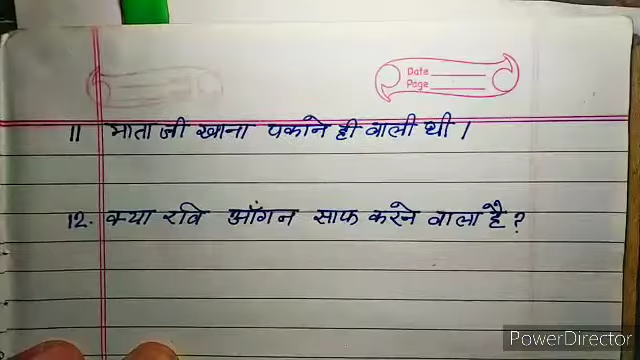 Date
Page
11 माता जी खाना पकाने ही वाली थी।
12. क्या रवि आँगन साफ करने वाला है ?
PowerDirector